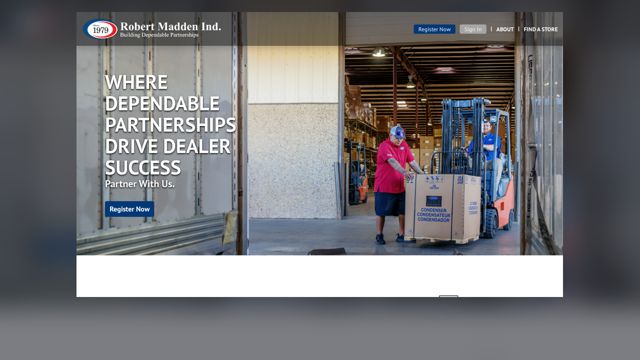 1979
Robert Madden Ind.
Building Dependable Partnerships
Register Now
Sign In
ABOUT
FIND A STORE
WHERE
DEPENDABLE
PARTNERSHIPS
DRIVE DEALER
SUCCESS
Partner With Us.
Register Now
CONDENSER
CONDENSATEUR
CONDENSADOR